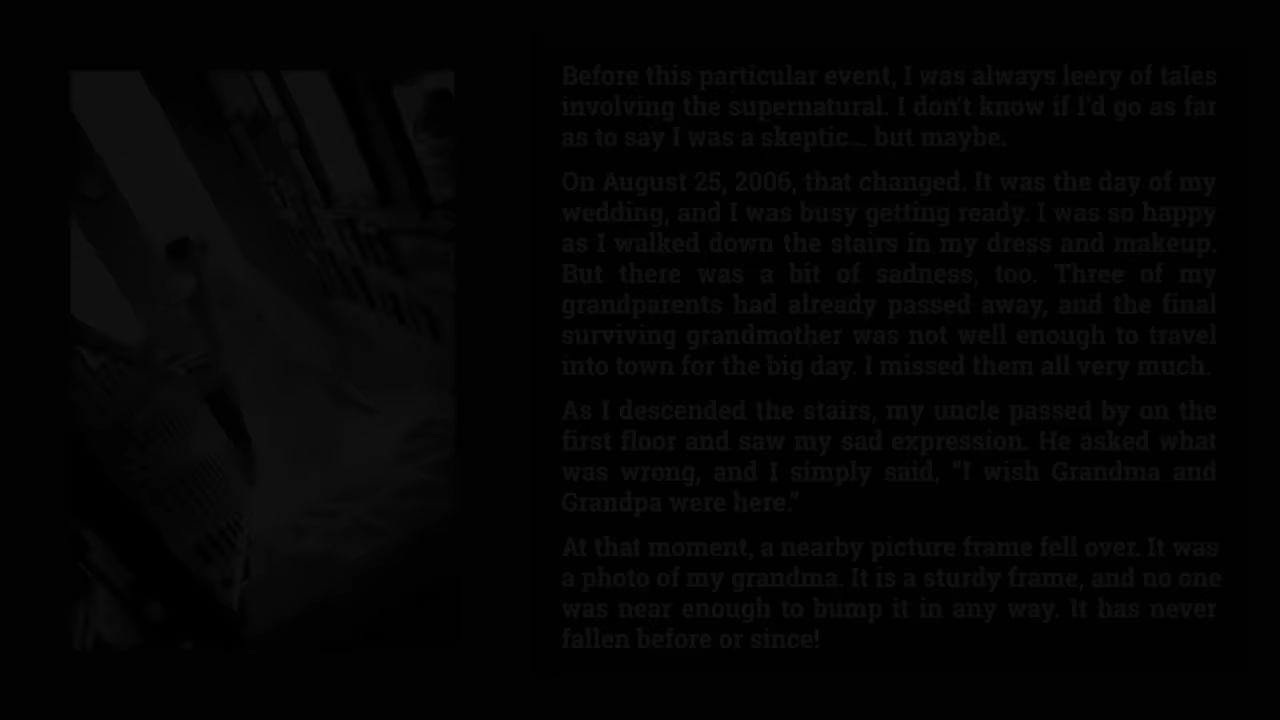 Before this particular event, I was always leery of tales
involving the supernatural. I don't know if I'd go as far
as to say I was a skeptic... but maybe.
On August 25, 2006, that changed. It was the day of my
wedding, and I was busy getting ready. I was so happy
as I walked down the stairs in my dress and makeup.
But there was a bit of sadness, too. Three of my
grandparents had already passed away, and the final
surviving grandmother was not well enough to travel
into town for the big day. I missed them all very much.
As I descended the stairs, my uncle passed by on the
first floor and saw my sad expression. He asked what
was wrong, and I simply said, “I wish Grandma and
Grandpa were here.”
At that moment, a nearby picture frame fell over. It was
a photo of my grandma. It is a sturdy frame, and no one
was near enough to bump it in any way. It has never
fallen before or since!